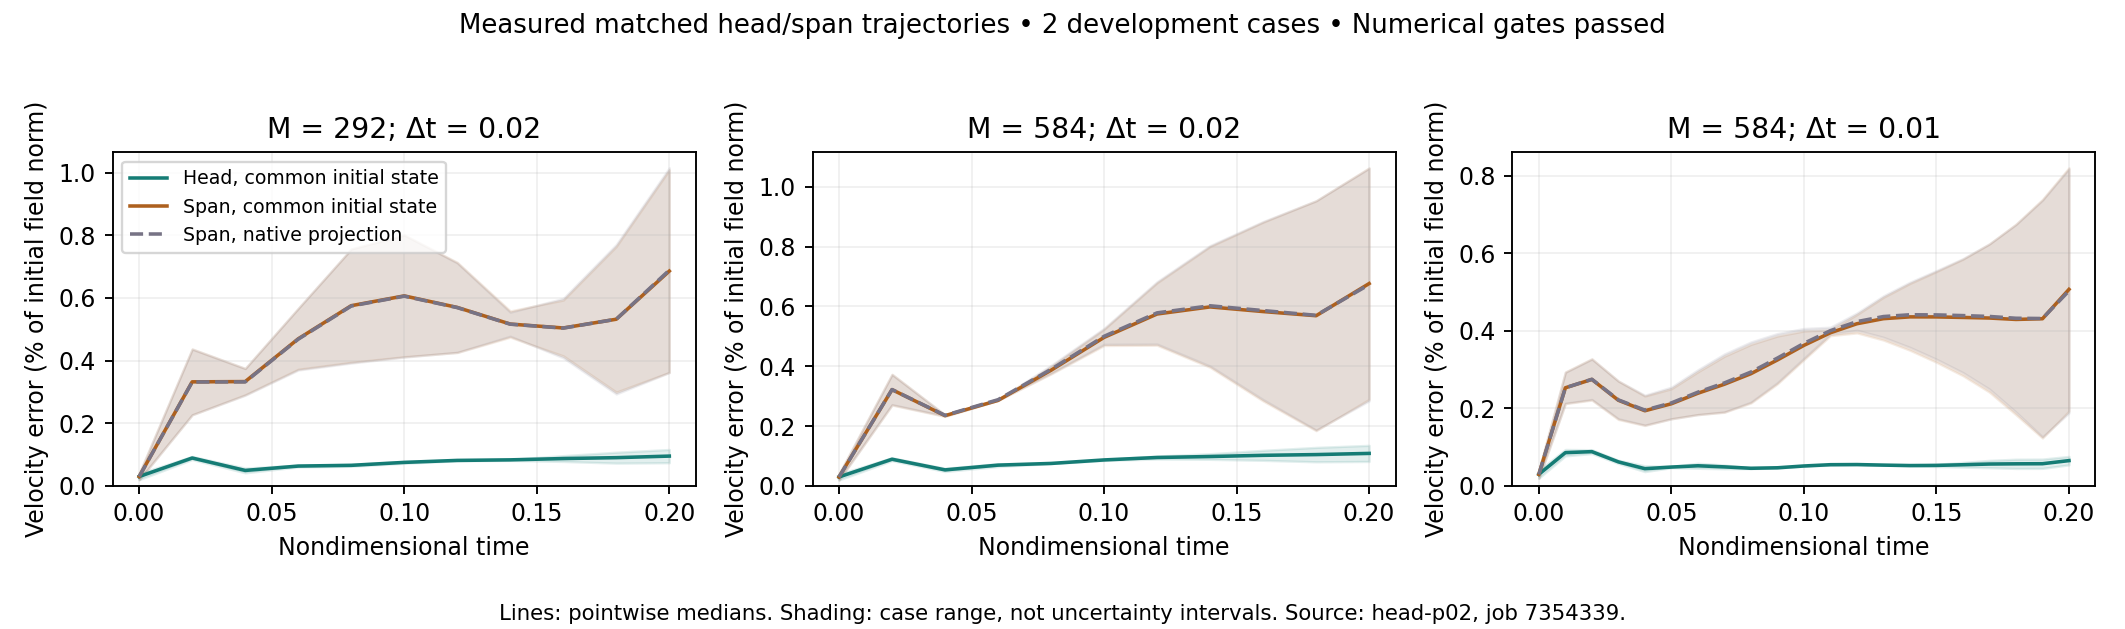 Measured matched head/span trajectories • 2 development cases • Numerical gates passed
M = 292; Δt = 0.02
Velocity error (% of initial field norm)
1.0
0.8
0.6
0.4
0.2
0.0
Head, common initial state
Span, common initial state
Span, native projection
0.00 0.05 0.10 0.15 0.20
Nondimensional time
M = 584; Δt = 0.02
Velocity error (% of initial field norm)
1.0
0.8
0.6
0.4
0.2
0.0
0.00 0.05 0.10 0.15 0.20
Nondimensional time
M = 584; Δt = 0.01
Velocity error (% of initial field norm)
0.8
0.6
0.4
0.2
0.0
0.00 0.05 0.10 0.15 0.20
Nondimensional time
Lines: pointwise medians. Shading: case range, not uncertainty intervals. Source: head-p02, job 7354339.